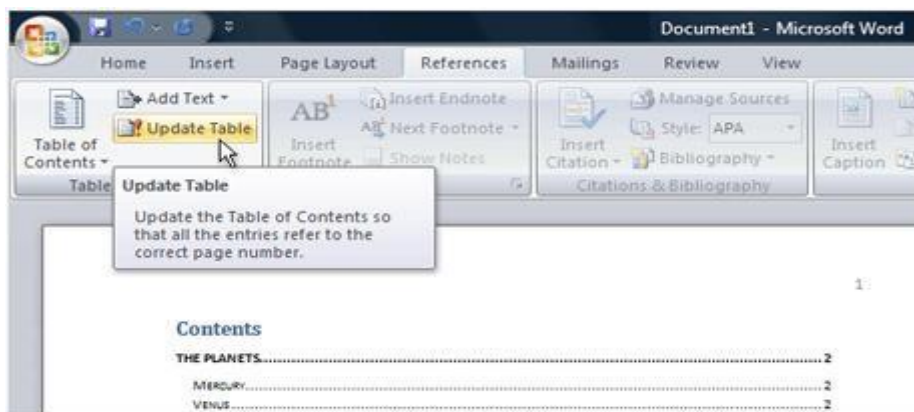 Document1 - Microsoft Word
Home Insert Page Layout References Mailings Review View
Add Text
Update Table
Table of
Contents
Table
AB1
Insert
Footnote
Insert Endnote
AB1 Next Footnote
Show Notes
Insert
Citation
Manage Sources
Style: APA
Bibliography
Citations & Bibliography
Insert
Caption
Update Table
Update the Table of Contents so
that all the entries refer to the
correct page number.
1
Contents
THE PLANETS 2
MERCURY 2
VENUS 2